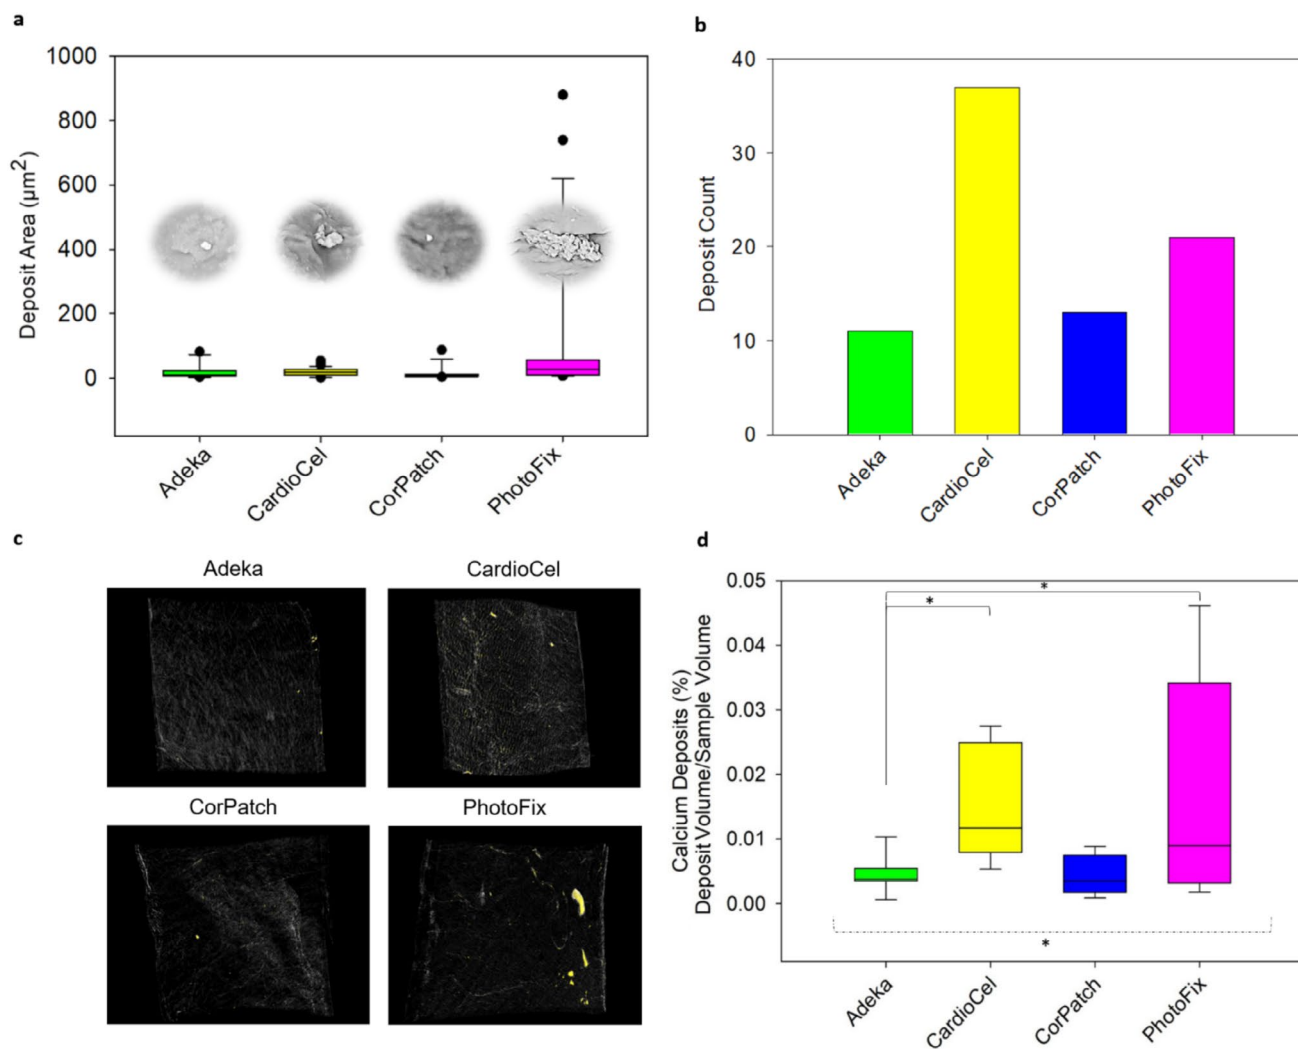 a
1000
800
600
400
200
0
Deposit Area (µm²)
Adeka
CardioCel
CorPatch
PhotoFix
b
40
30
20
10
0
Deposit Count
Adeka
CardioCel
CorPatch
PhotoFix
c
Adeka
CardioCel
CorPatch
PhotoFix
d
0.05
0.04
0.03
0.02
0.01
0.00
Calcium Deposits (%)
Deposit Volume/Sample Volume
*
*
*
Adeka
CardioCel
CorPatch
PhotoFix